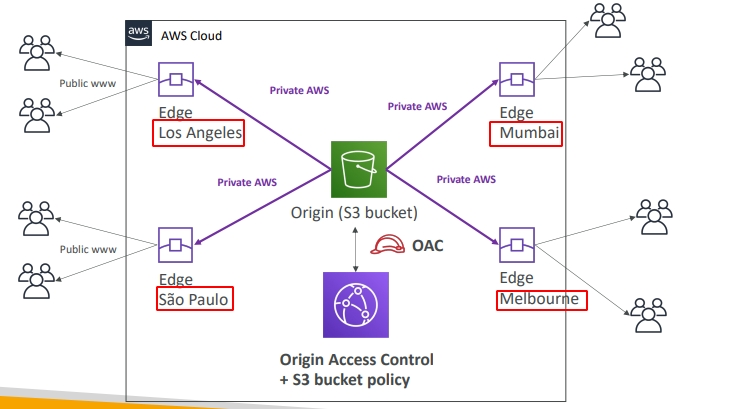 aws
AWS Cloud
Public www
Edge
Los Angeles
Private AWS
Private AWS
Edge
Mumbai
Private AWS
Private AWS
Origin (S3 bucket)
OAC
Public www
Edge
São Paulo
Edge
Melbourne
Origin Access Control
+ S3 bucket policy